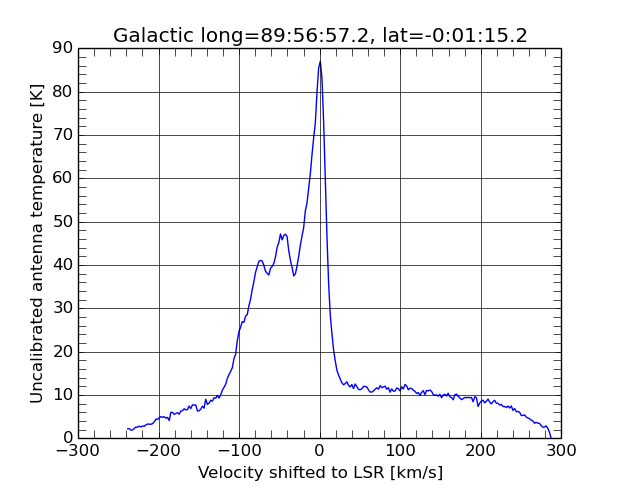 Galactic long=89:56:57.2, lat=-0:01:15.2
Uncalibrated antenna temperature [K]
90
80
70
60
50
40
30
20
10
0
−300 −200 −100 0 100 200 300
Velocity shifted to LSR [km/s]